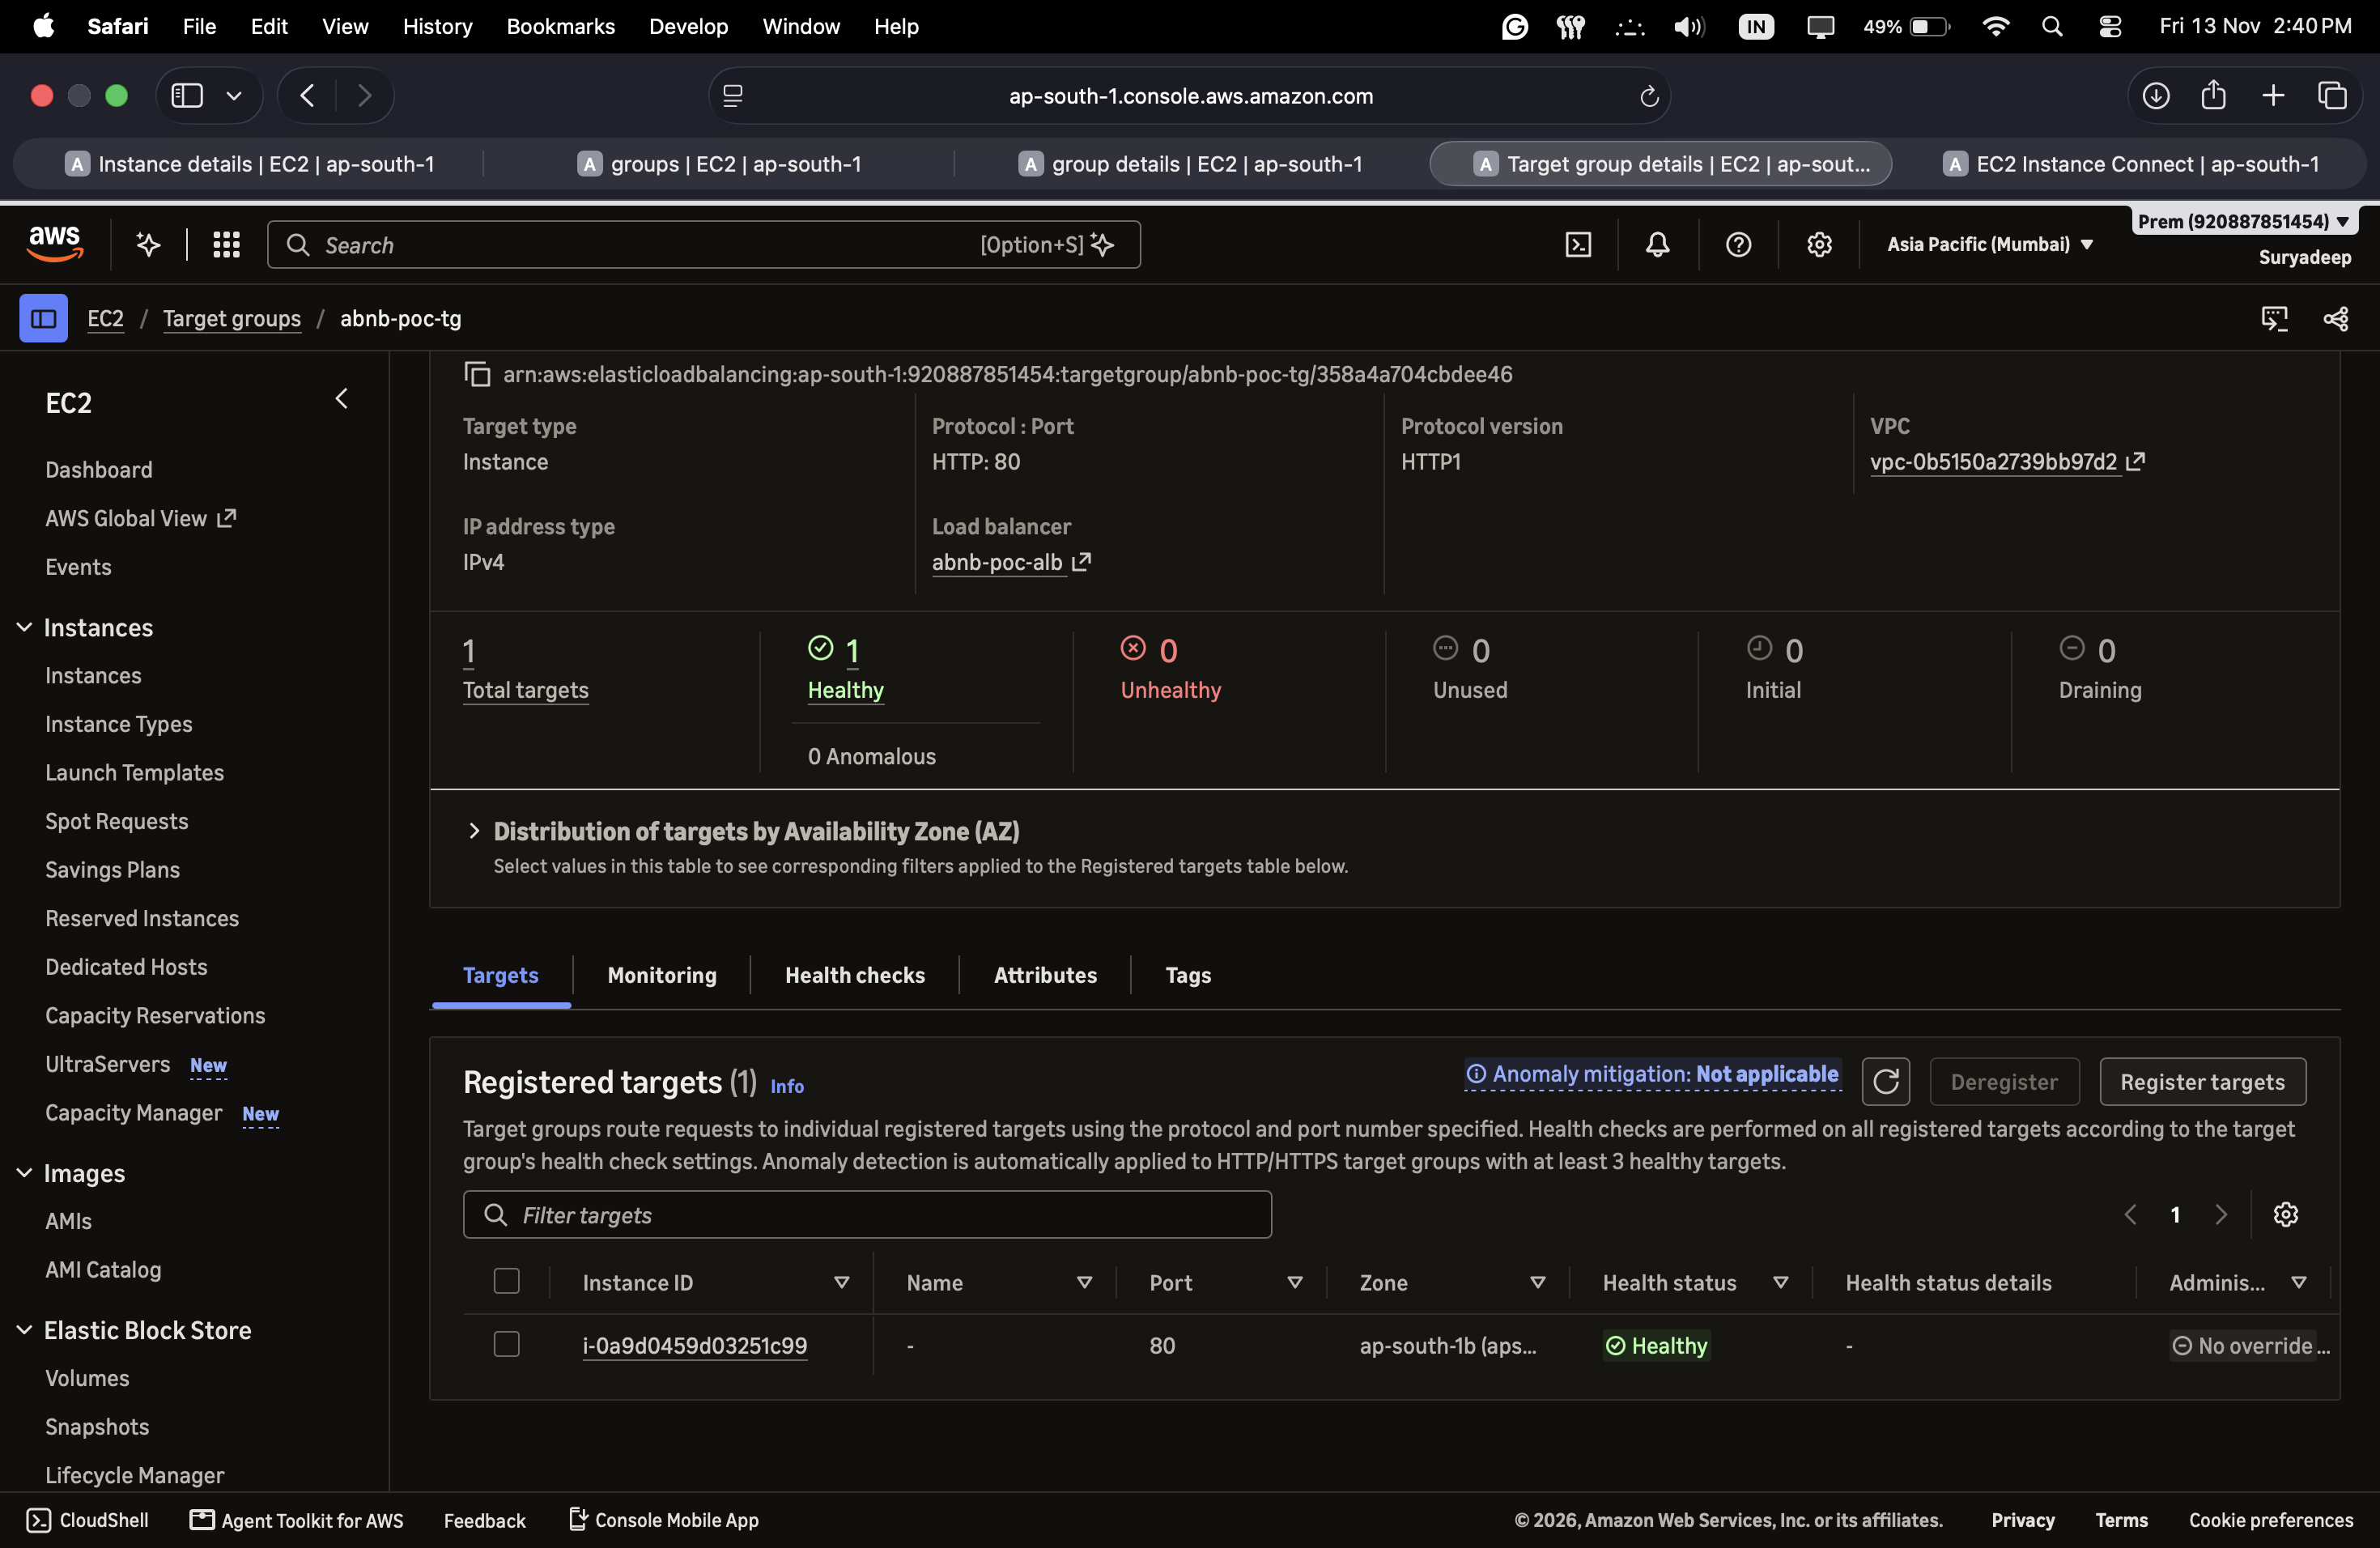 Safari File Edit View History Bookmarks Develop Window Help IN 49% Fri 13 Nov 2:40 PM
ap-south-1.console.aws.amazon.com
A Instance details | EC2 | ap-south-1
A groups | EC2 | ap-south-1
A group details | EC2 | ap-south-1
A Target group details | EC2 | ap-sout...
A EC2 Instance Connect | ap-south-1
aws
Search [Option+S]
Asia Pacific (Mumbai)
Prem (920887851454)
Suryadeep
EC2 / Target groups / abnb-poc-tg
EC2
Dashboard
AWS Global View
Events
Instances
Instances
Instance Types
Launch Templates
Spot Requests
Savings Plans
Reserved Instances
Dedicated Hosts
Capacity Reservations
UltraServers New
Capacity Manager New
Images
AMIs
AMI Catalog
Elastic Block Store
Volumes
Snapshots
Lifecycle Manager
arn:aws:elasticloadbalancing:ap-south-1:920887851454:targetgroup/abnb-poc-tg/358a4a704cbdee46
Target type
Instance
Protocol : Port
HTTP: 80
Protocol version
HTTP1
VPC
vpc-0b5150a2739bb97d2
IP address type
IPv4
Load balancer
abnb-poc-alb
1
Total targets
1
Healthy
0 Anomalous
0
Unhealthy
0
Unused
0
Initial
0
Draining
Distribution of targets by Availability Zone (AZ)
Select values in this table to see corresponding filters applied to the Registered targets table below.
Targets Monitoring Health checks Attributes Tags
Registered targets (1) Info
Anomaly mitigation: Not applicable
Deregister
Register targets
Target groups route requests to individual registered targets using the protocol and port number specified. Health checks are performed on all registered targets according to the target
group's health check settings. Anomaly detection is automatically applied to HTTP/HTTPS target groups with at least 3 healthy targets.
Filter targets
1
Instance ID Name Port Zone Health status Health status details Adminis...
i-0a9d0459d03251c99 - 80 ap-south-1b (aps... Healthy - No override ...
CloudShell Agent Toolkit for AWS Feedback Console Mobile App
© 2026, Amazon Web Services, Inc. or its affiliates. Privacy Terms Cookie preferences